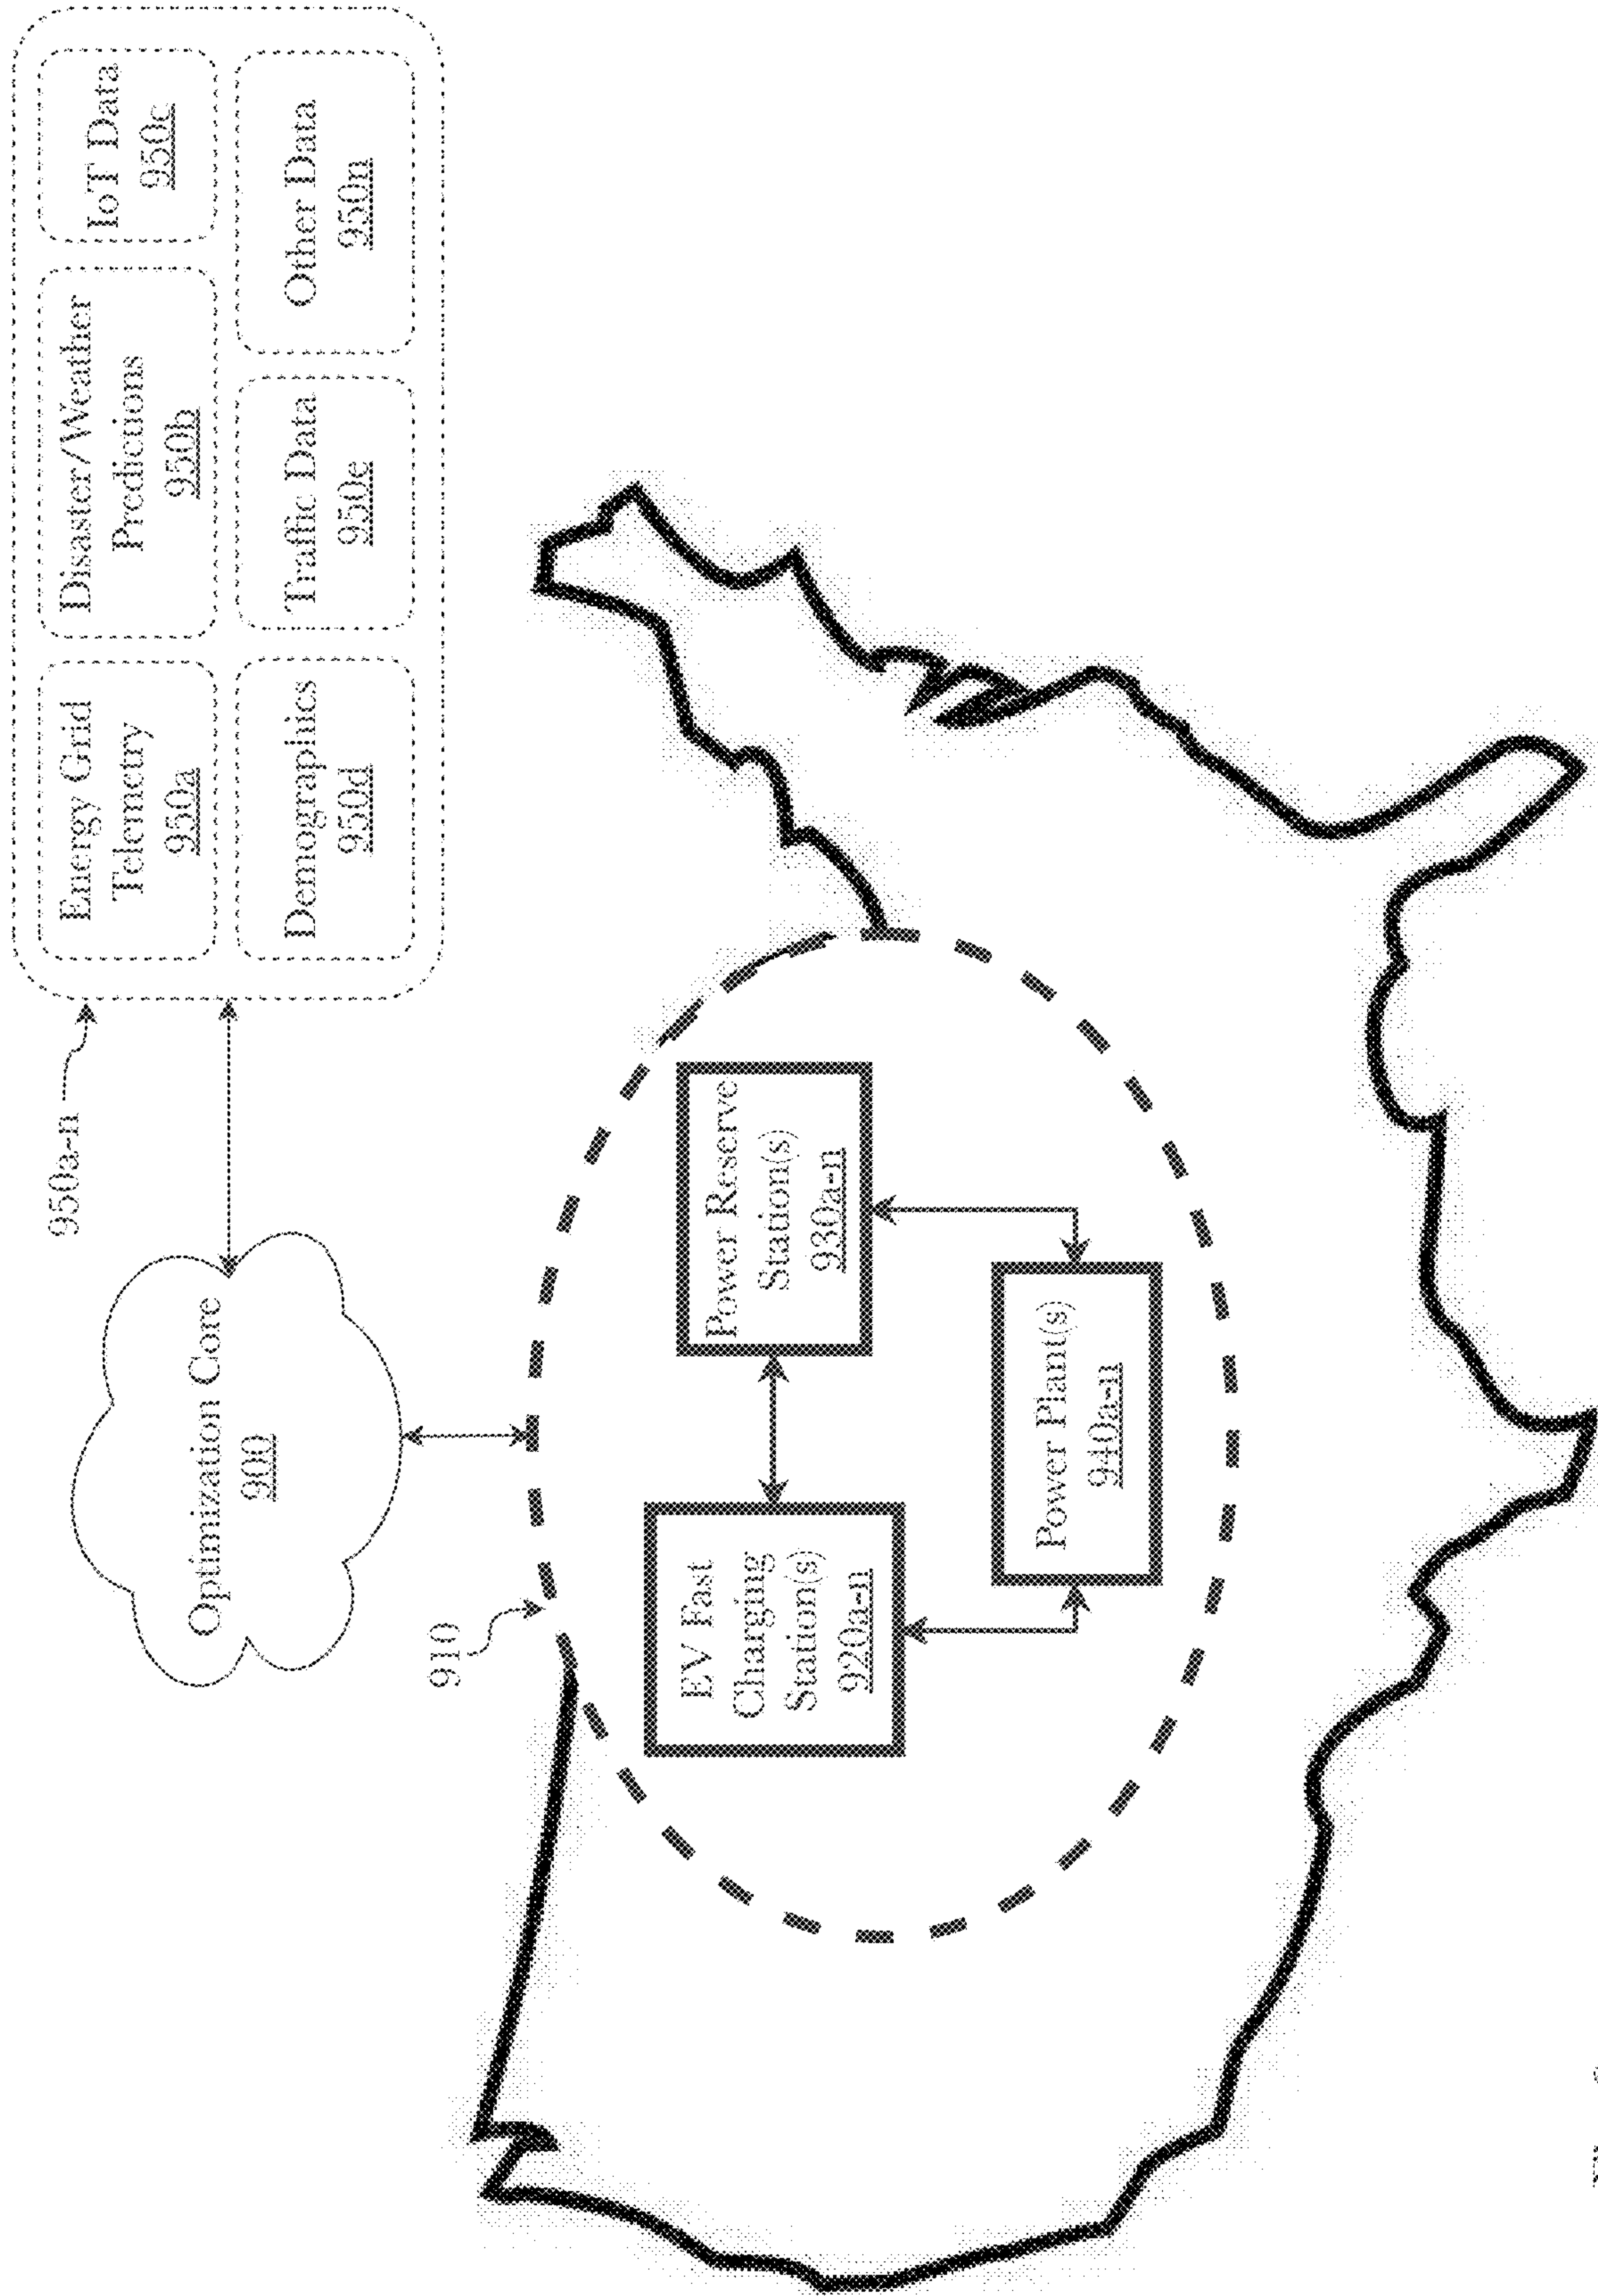 Optimization Core
900
950a-n
Energy Grid
Telemetry
950a
Disaster/Weather
Predictions
950b
IoT Data
950c
Demographics
950d
Traffic Data
950e
Other Data
950n
910
EV Fast
Charging
Station(s)
920a-n
Power Reserve
Station(s)
930a-n
Power Plant(s)
940a-n